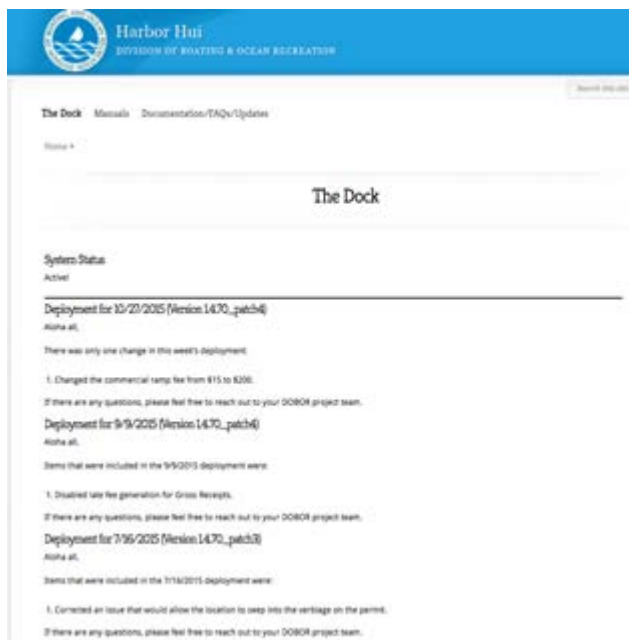 Harbor Hui
DIVISION OF BOATING & OCEAN RECREATION
The Dock Manuals Documentation/FAQs/Updates
Home
The Dock
System Status
Active!
Deployment for 10/27/2015 (Version 1.4.70_patch4)
Aloha all,
There was only one change in this week's deployment:
1. Changed the commercial ramp fee from $15 to $200.
If there are any questions, please feel free to reach out to your DOBOR project team.
Deployment for 9/9/2015 (Version 1.4.70_patch4)
Aloha all,
Items that were included in the 9/9/2015 deployment were:
1. Disabled late fee generation for Gross Receipts.
If there are any questions, please feel free to reach out to your DOBOR project team.
Deployment for 7/16/2015 (Version 1.4.70_patch3)
Aloha all,
Items that were included in the 7/16/2015 deployment were:
1. Corrected an issue that would allow the location to seep into the verbiage on the permit.
If there are any questions, please feel free to reach out to your DOBOR project team.